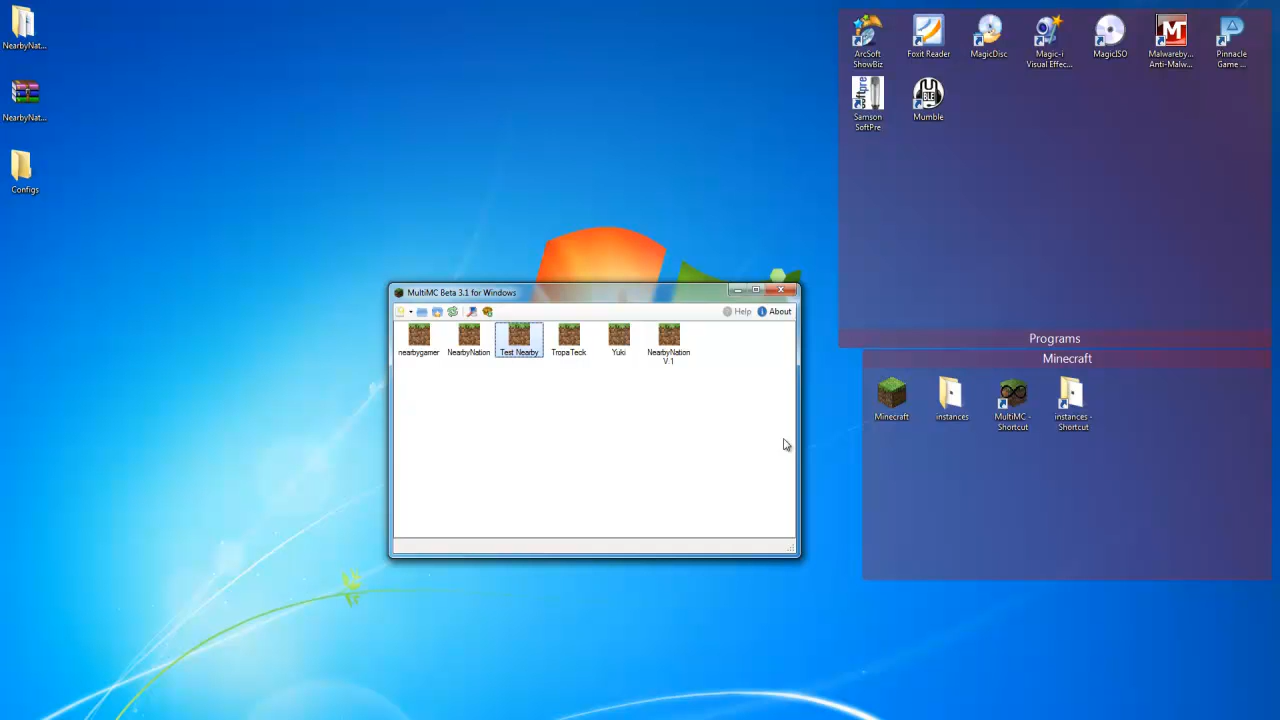 NearbyNat...
NearbyNat...
Configs
ArcSoft
ShowBiz
Foxit Reader
MagicDisc
Magic-i
Visual Effec...
MagicISO
Malwareby...
Anti-Malw...
Pinnacle
Game ...
Samson
SoftPre
Mumble
Programs
Minecraft
Minecraft
instances
MultiMC -
Shortcut
instances -
Shortcut
MultiMC Beta 3.1 for Windows
Help
About
nearbygamer
NearbyNation
Test Nearby
TropaTeck
Yuki
NearbyNation
V.1